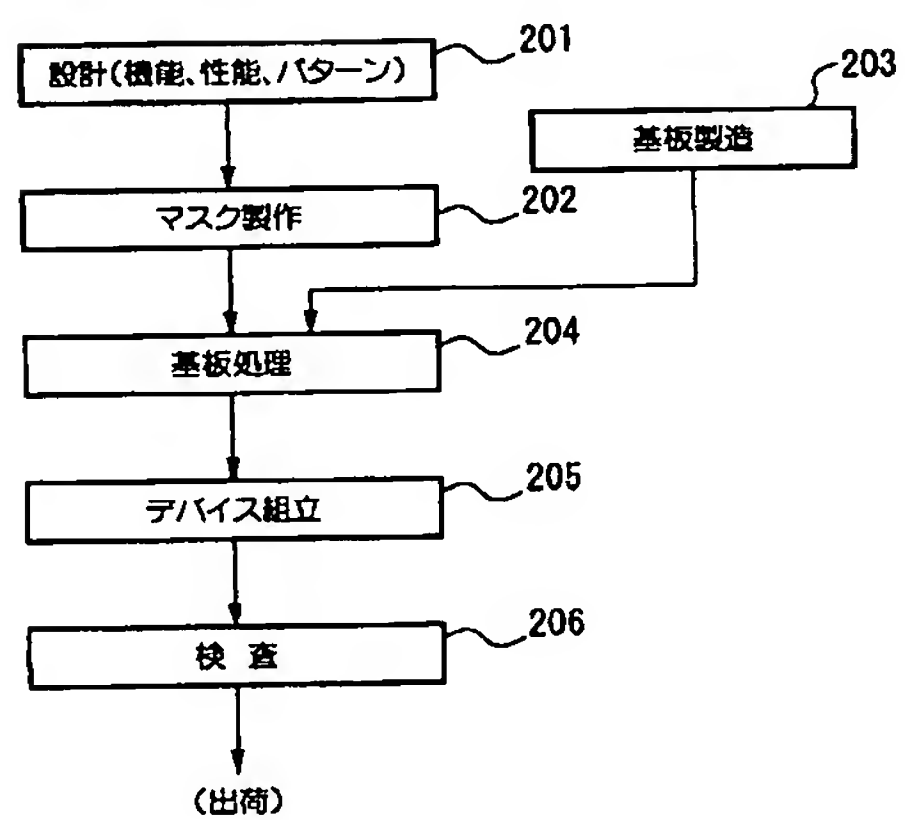 設計(機能、性能、パターン)
201
基板製造
203
マスク製作
202
基板処理
204
デバイス組立
205
検 査
206
(出荷)